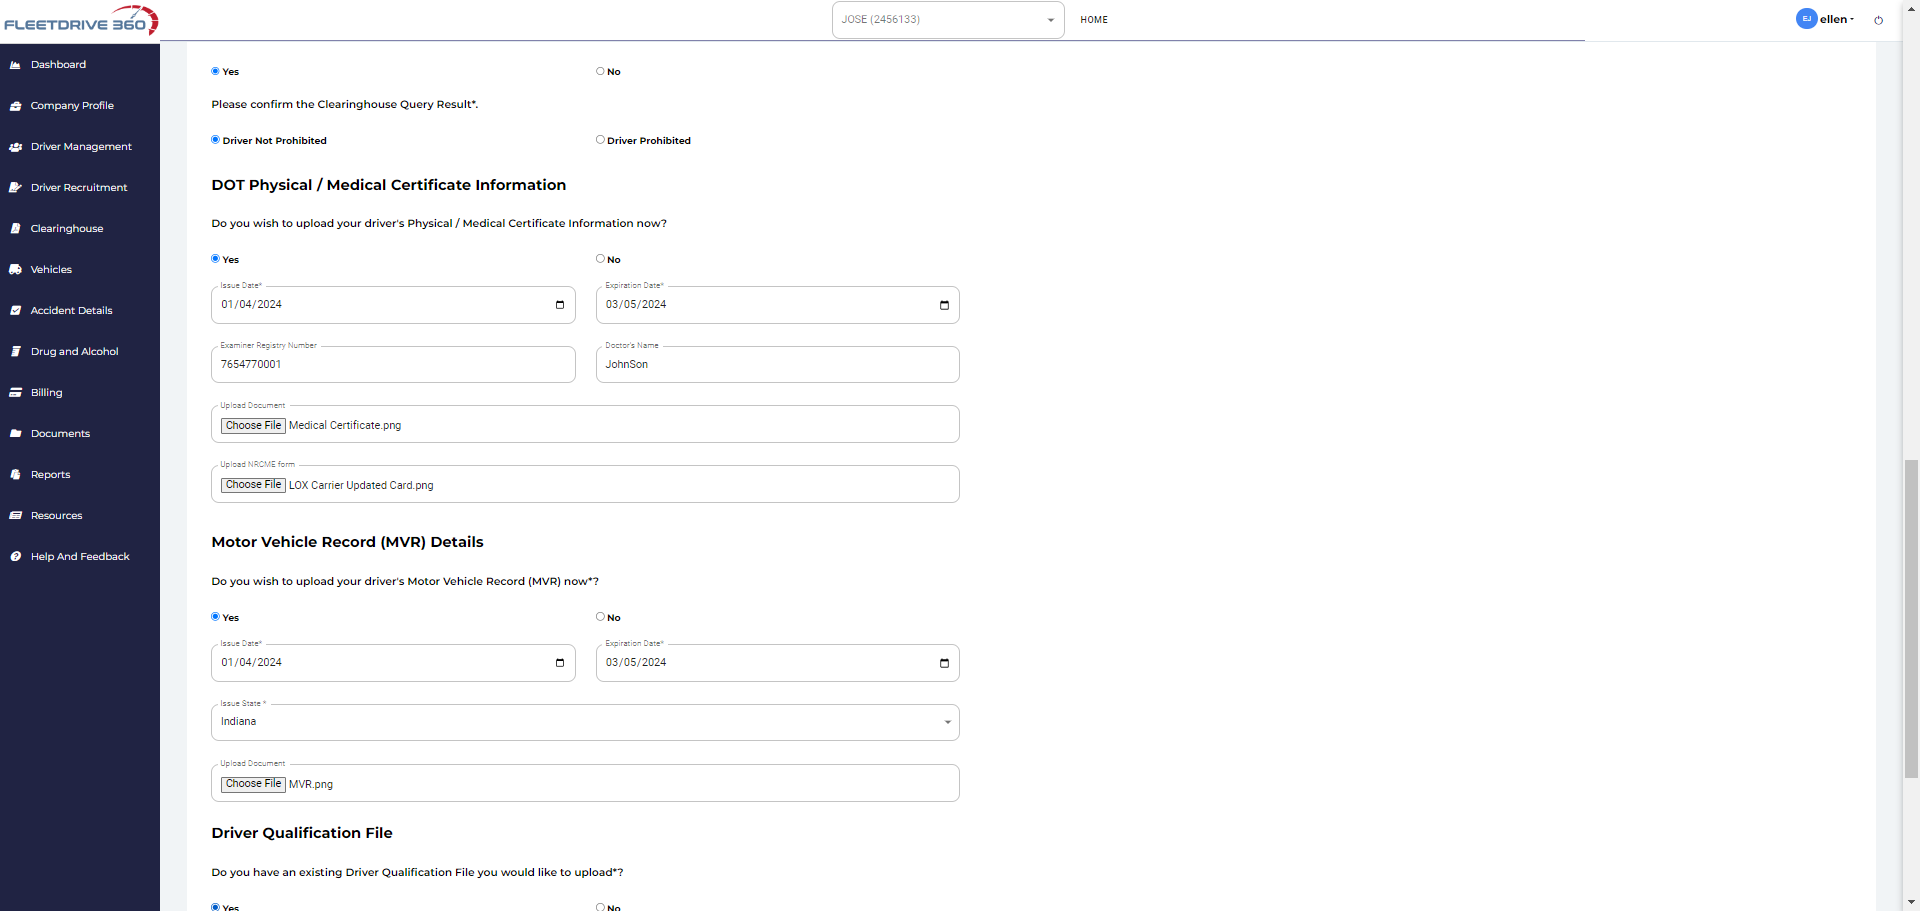 FLEETDRIVE 360
JOSE (2456133)
HOME
EJ
ellen
Dashboard
Company Profile
Driver Management
Driver Recruitment
Clearinghouse
Vehicles
Accident Details
Drug and Alcohol
Billing
Documents
Reports
Resources
Help And Feedback
Yes No
Please confirm the Clearinghouse Query Result*.
Driver Not Prohibited Driver Prohibited
DOT Physical / Medical Certificate Information
Do you wish to upload your driver's Physical / Medical Certificate Information now?
Yes No
Issue Date* Expiration Date*
01/04/2024 03/05/2024
Examiner Registry Number Doctor's Name
7654770001 JohnSon
Upload Document
Choose File Medical Certificate.png
Upload NRCME form
Choose File LOX Carrier Updated Card.png
Motor Vehicle Record (MVR) Details
Do you wish to upload your driver's Motor Vehicle Record (MVR) now*?
Yes No
Issue Date* Expiration Date*
01/04/2024 03/05/2024
Issue State *
Indiana
Upload Document
Choose File MVR.png
Driver Qualification File
Do you have an existing Driver Qualification File you would like to upload*?
Yes No